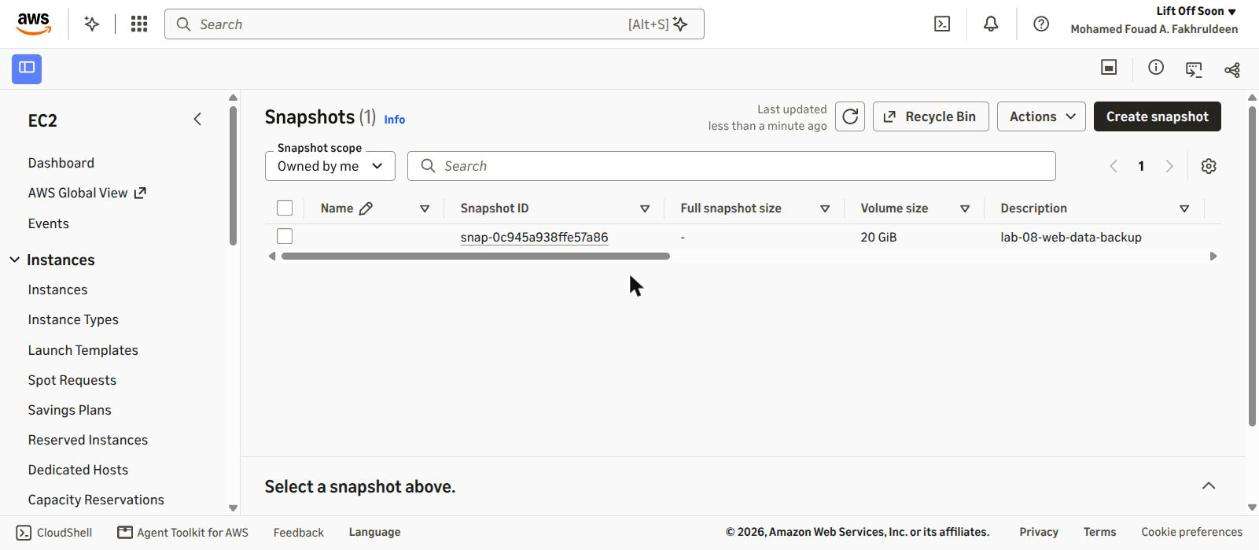 aws
Search
[Alt+S]
Lift Off Soon
Mohamed Fouad A. Fakhruldeen
EC2
Dashboard
AWS Global View
Events
Instances
Instances
Instance Types
Launch Templates
Spot Requests
Savings Plans
Reserved Instances
Dedicated Hosts
Capacity Reservations
Snapshots (1) Info
Last updated
less than a minute ago
Recycle Bin
Actions
Create snapshot
Snapshot scope
Owned by me
Search
1
Name Snapshot ID Full snapshot size Volume size Description
snap-0c945a938ffe57a86 - 20 GiB lab-08-web-data-backup
Select a snapshot above.
CloudShell Agent Toolkit for AWS Feedback Language © 2026, Amazon Web Services, Inc. or its affiliates. Privacy Terms Cookie preferences